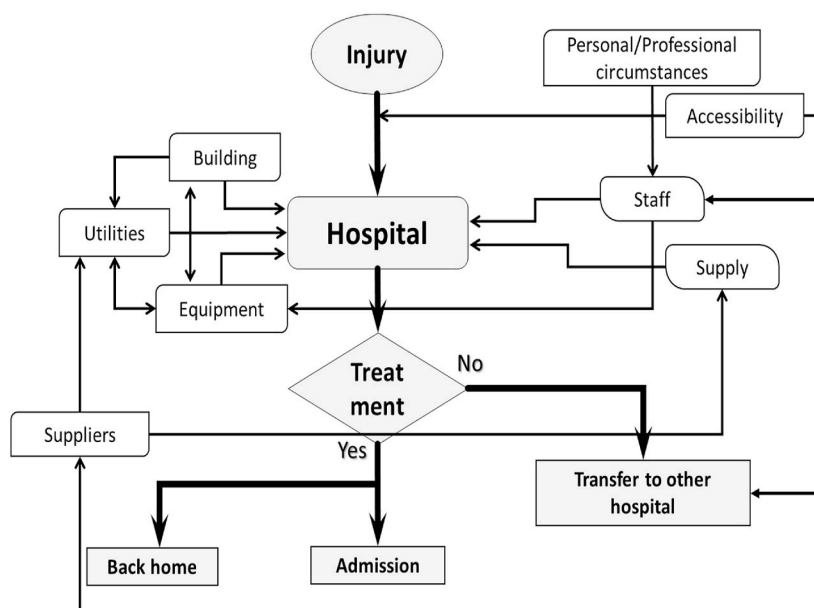 Injury
Personal/Professional
circumstances
Accessibility
Building
Staff
Utilities
Hospital
Supply
Equipment
No
Treat
ment
Suppliers
Yes
Transfer to other
hospital
Back home
Admission